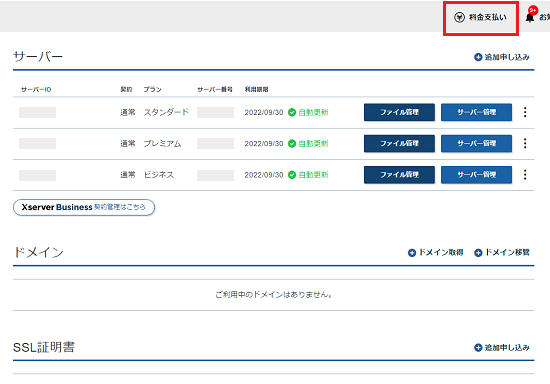 料金支払い 9+ お知
サーバー 追加申し込み
サーバーID 契約 プラン サーバー番号 利用期限
通常 スタンダード 2022/09/30 自動更新 ファイル管理 サーバー管理
通常 プレミアム 2022/09/30 自動更新 ファイル管理 サーバー管理
通常 ビジネス 2022/09/30 自動更新 ファイル管理 サーバー管理
Xserver Business 契約管理はこちら
ドメイン ドメイン取得 ドメイン移管
ご利用中のドメインはありません。
SSL証明書 追加申し込み